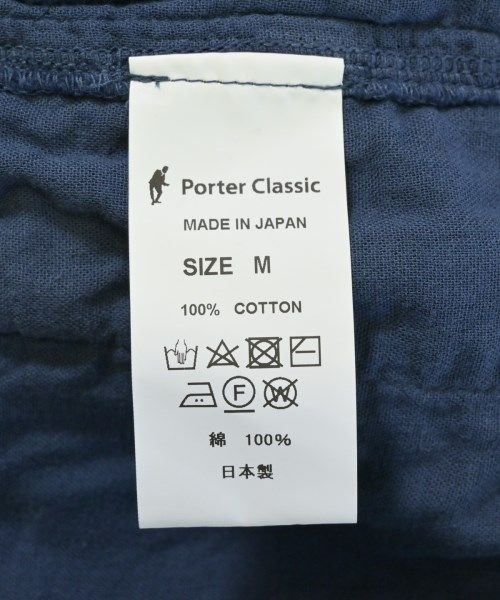 Porter Classic
MADE IN JAPAN
SIZE M
100% COTTON
F
W
綿 100%
日本製